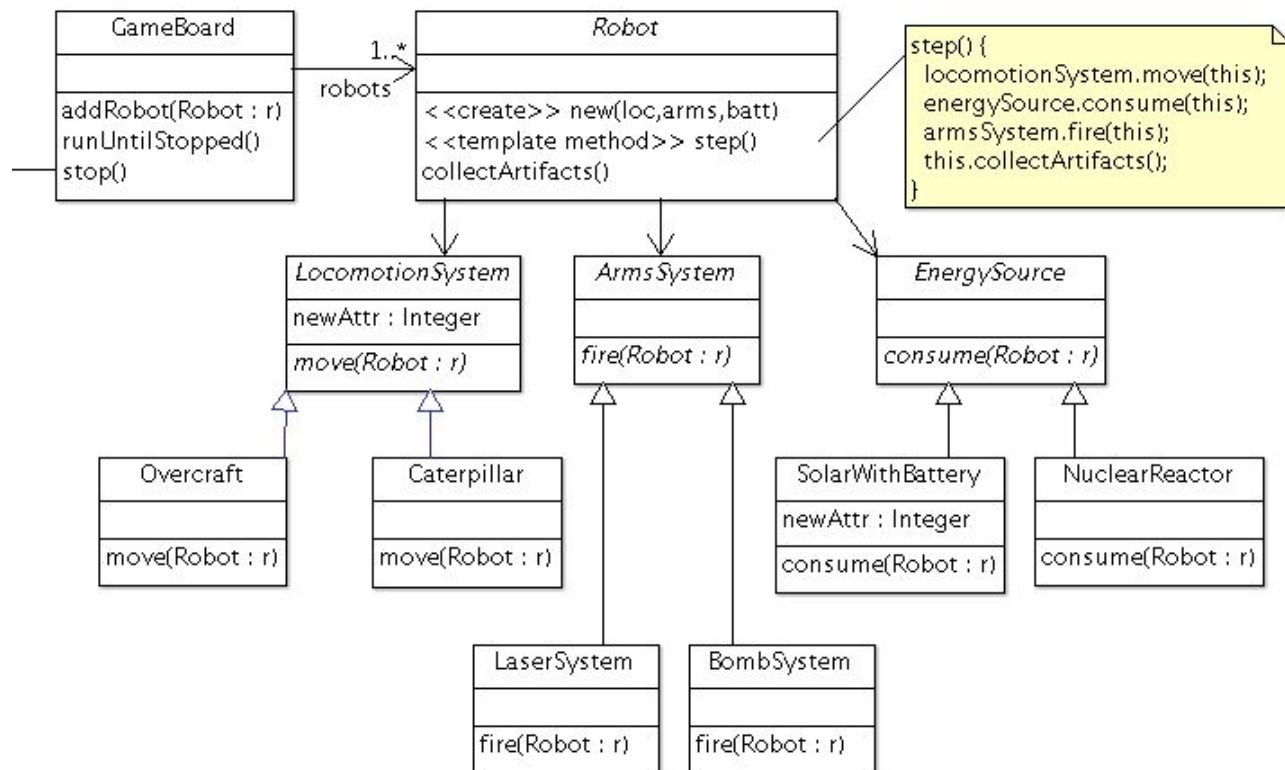 GameBoard
addRobot(Robot : r)
runUntilStopped()
stop()
1..*
robots
Robot
<<create>> new(loc,arms,batt)
<<template method>> step()
collectArtifacts()
step() {
locomotionSystem.move(this);
energySource.consume(this);
armsSystem.fire(this);
this.collectArtifacts();
}
LocomotionSystem
newAttr : Integer
move(Robot : r)
ArmsSystem
fire(Robot : r)
EnergySource
consume(Robot : r)
Overcraft
move(Robot : r)
Caterpillar
move(Robot : r)
SolarWithBattery
newAttr : Integer
consume(Robot : r)
NuclearReactor
consume(Robot : r)
LaserSystem
fire(Robot : r)
BombSystem
fire(Robot : r)